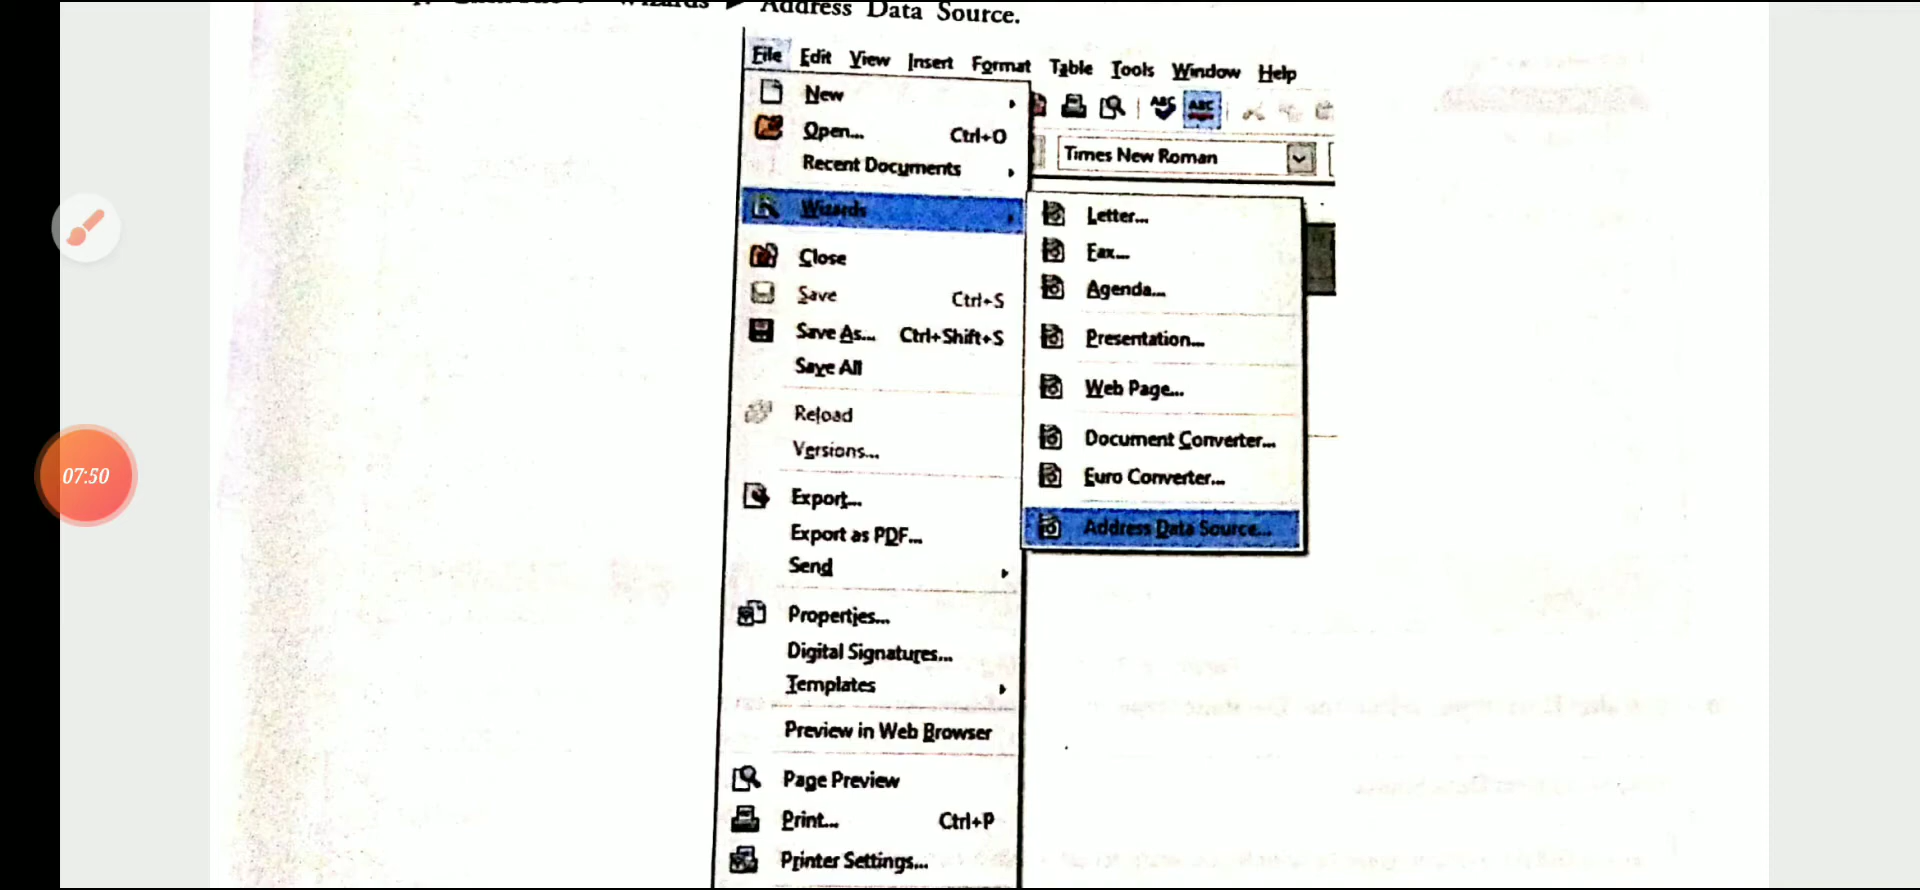 Wizards ► Address Data Source.
File Edit View Insert Format Table Tools Window Help
New
Open... Ctrl+O
Recent Documents
Times New Roman
Wizards
Letter...
Fax...
Agenda...
Close
Save Ctrl+S
Save As... Ctrl+Shift+S
Save All
Presentation...
Web Page...
Reload
Versions...
Document Converter...
Euro Converter...
Export...
Address Data Source...
Export as PDF...
Send
Properties...
Digital Signatures...
Templates
Preview in Web Browser
Page Preview
Print... Ctrl+P
Printer Settings...
07:50